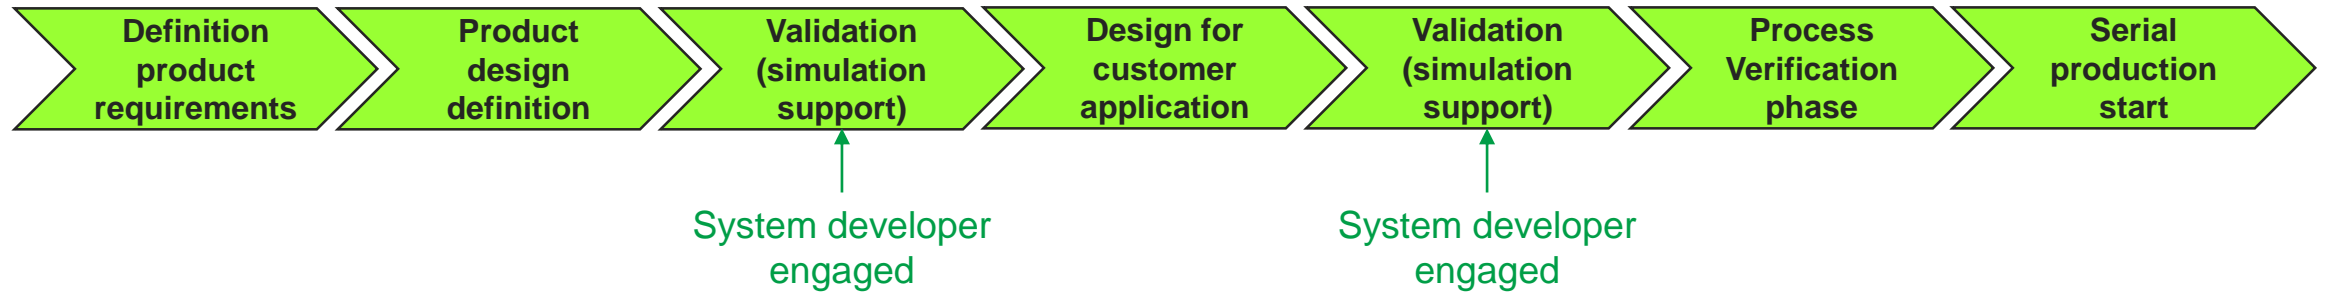 Definition
product
requirements
Product
design
definition
Validation
(simulation
support)
Design for
customer
application
Validation
(simulation
support)
Process
Verification
phase
Serial
production
start
System developer
engaged
System developer
engaged